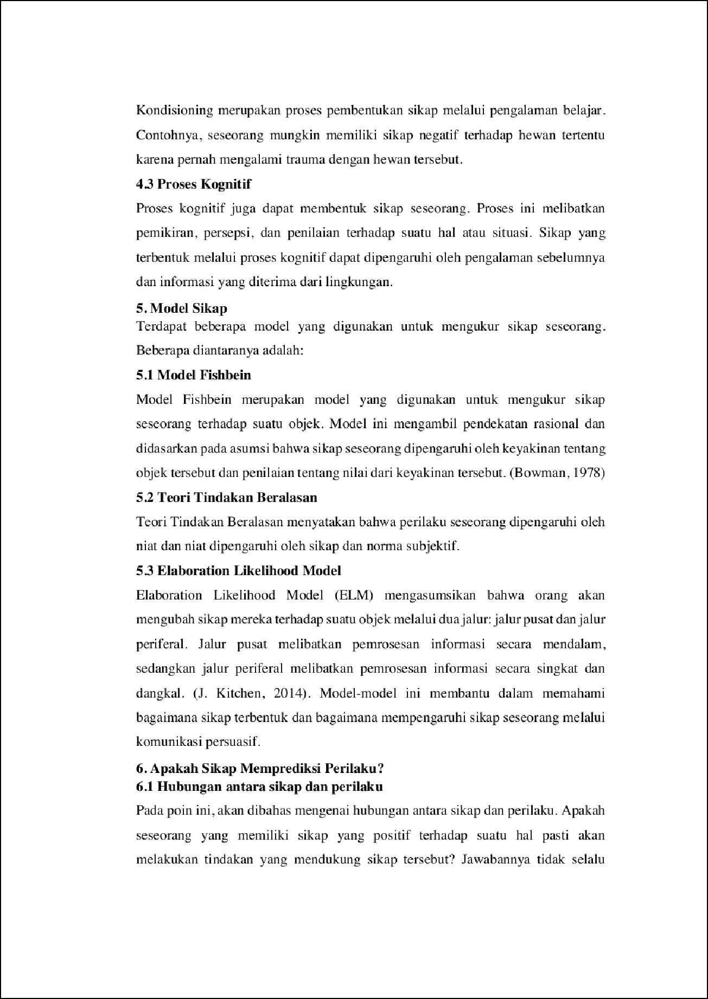 Kondisioning merupakan proses pembentukan sikap melalui pengalaman belajar.
Contohnya, seseorang mungkin memiliki sikap negatif terhadap hewan tertentu
karena pernah mengalami trauma dengan hewan tersebut.
4.3 Proses Kognitif
Proses kognitif juga dapat membentuk sikap seseorang. Proses ini melibatkan
pemikiran, persepsi, dan penilaian terhadap suatu hal atau situasi. Sikap yang
terbentuk melalui proses kognitif dapat dipengaruhi oleh pengalaman sebelumnya
dan informasi yang diterima dari lingkungan.
5. Model Sikap
Terdapat beberapa model yang digunakan untuk mengukur sikap seseorang.
Beberapa diantaranya adalah:
5.1 Model Fishbein
Model Fishbein merupakan model yang digunakan untuk mengukur sikap
seseorang terhadap suatu objek. Model ini mengambil pendekatan rasional dan
didasarkan pada asumsi bahwa sikap seseorang dipengaruhi oleh keyakinan tentang
objek tersebut dan penilaian tentang nilai dari keyakinan tersebut. (Bowman, 1978)
5.2 Teori Tindakan Beralasan
Teori Tindakan Beralasan menyatakan bahwa perilaku seseorang dipengaruhi oleh
niat dan niat dipengaruhi oleh sikap dan norma subjektif.
5.3 Elaboration Likelihood Model
Elaboration Likelihood Model (ELM) mengasumsikan bahwa orang akan
mengubah sikap mereka terhadap suatu objek melalui dua jalur: jalur pusat dan jalur
periferal. Jalur pusat melibatkan pemrosesan informasi secara mendalam,
sedangkan jalur periferal melibatkan pemrosesan informasi secara singkat dan
dangkal. (J. Kitchen, 2014). Model-model ini membantu dalam memahami
bagaimana sikap terbentuk dan bagaimana mempengaruhi sikap seseorang melalui
komunikasi persuasif.
6. Apakah Sikap Memprediksi Perilaku?
6.1 Hubungan antara sikap dan perilaku
Pada poin ini, akan dibahas mengenai hubungan antara sikap dan perilaku. Apakah
seseorang yang memiliki sikap yang positif terhadap suatu hal pasti akan
melakukan tindakan yang mendukung sikap tersebut? Jawabannya tidak selalu